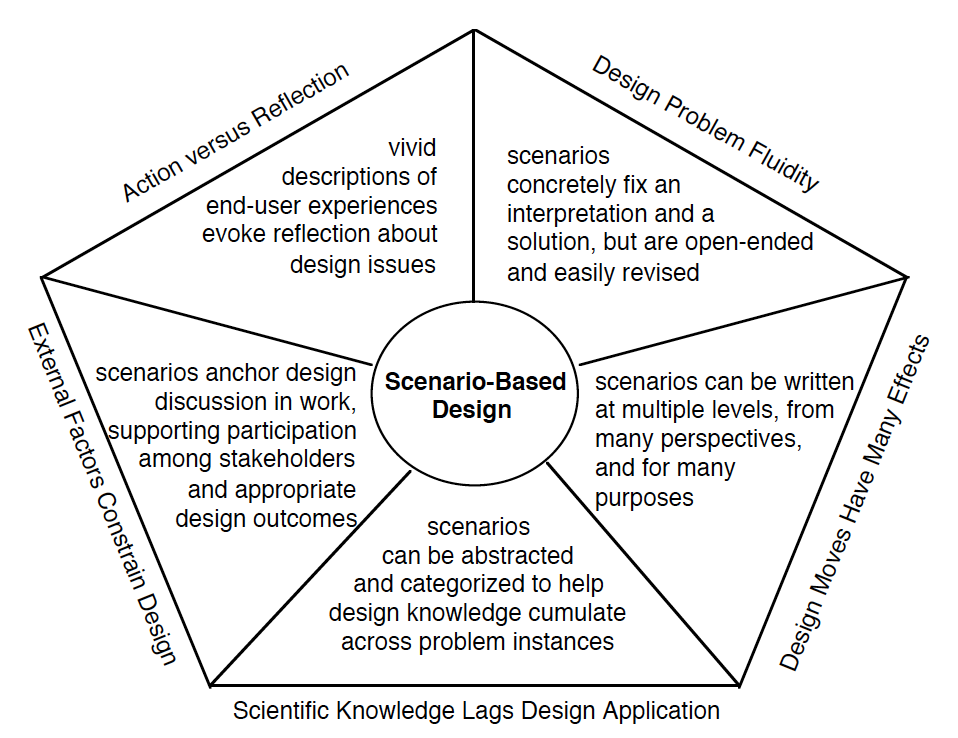 Action versus Reflection
Design Problem Fluidity
vivid
descriptions of
end-user experiences
evoke reflection about
design issues
scenarios
concretely fix an
interpretation and a
solution, but are open-ended
and easily revised
External Factors Constrain Design
scenarios anchor design
discussion in work,
supporting participation
among stakeholders
and appropriate
design outcomes
Scenario-Based
Design
scenarios can be written
at multiple levels, from
many perspectives,
and for many
purposes
Design Moves Have Many Effects
scenarios
can be abstracted
and categorized to help
design knowledge cumulate
across problem instances
Scientific Knowledge Lags Design Application